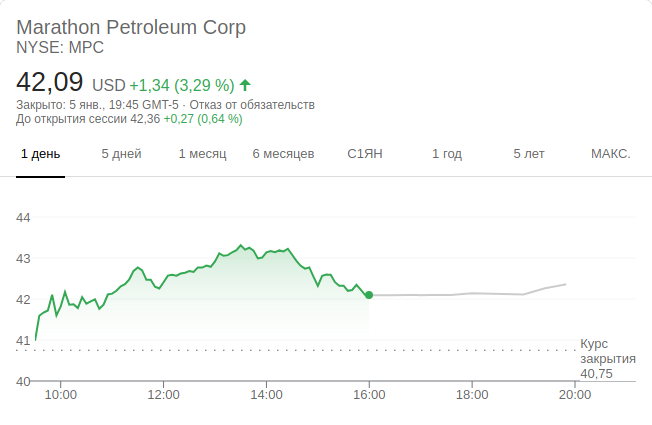 Marathon Petroleum Corp
NYSE: MPC
42,09 USD +1,34 (3,29 %)
Закрыто: 5 янв., 19:45 GMT-5 · Отказ от обязательств
До открытия сессии 42,36 +0,27 (0,64 %)
1 день 5 дней 1 месяц 6 месяцев С1ЯН 1 год 5 лет МАКС.
44
43
42
41
Курс
закрытия
40,75
40
10:00 12:00 14:00 16:00 18:00 20:00